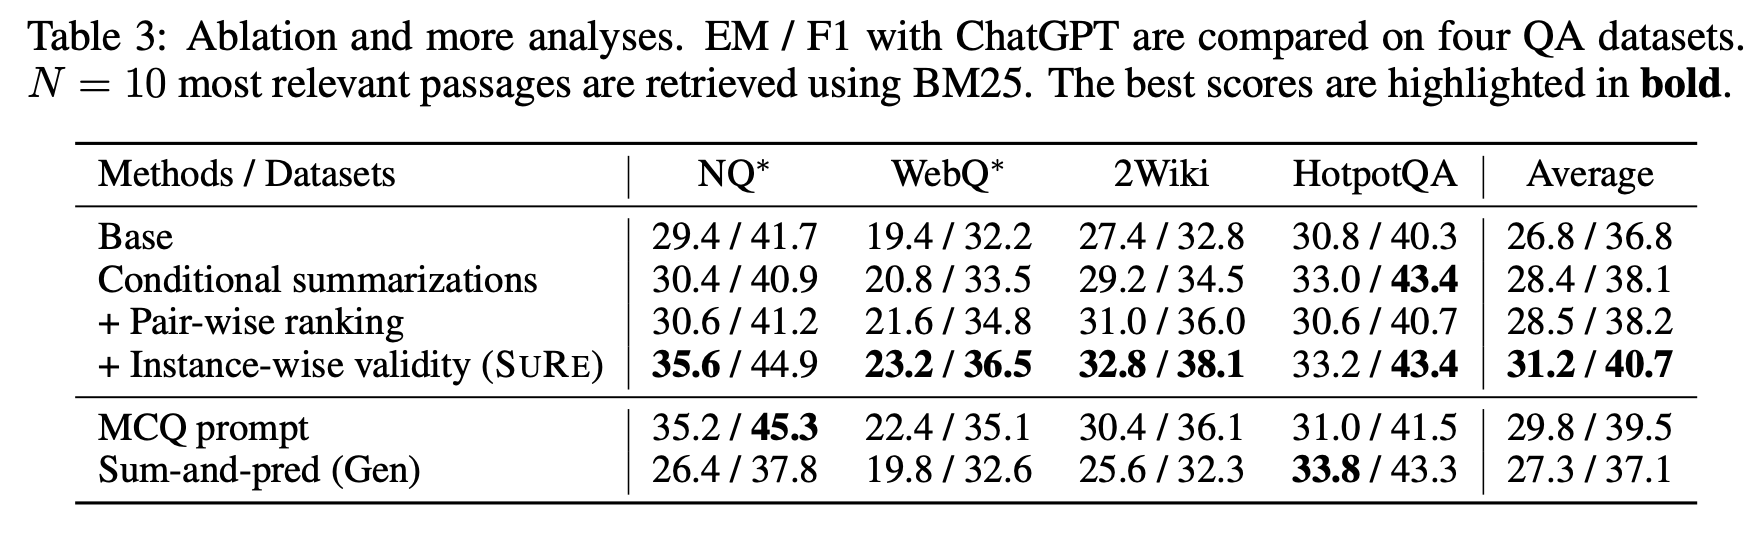 Table 3: Ablation and more analyses. EM / F1 with ChatGPT are compared on four QA datasets.
N = 10 most relevant passages are retrieved using BM25. The best scores are highlighted in bold.
Methods / Datasets NQ* WebQ* 2Wiki HotpotQA Average
Base 29.4 / 41.7 19.4 / 32.2 27.4 / 32.8 30.8 / 40.3 26.8 / 36.8
Conditional summarizations 30.4 / 40.9 20.8 / 33.5 29.2 / 34.5 33.0 / 43.4 28.4 / 38.1
+ Pair-wise ranking 30.6 / 41.2 21.6 / 34.8 31.0 / 36.0 30.6 / 40.7 28.5 / 38.2
+ Instance-wise validity (SURE) 35.6 / 44.9 23.2 / 36.5 32.8 / 38.1 33.2 / 43.4 31.2 / 40.7
MCQ prompt 35.2 / 45.3 22.4 / 35.1 30.4 / 36.1 31.0 / 41.5 29.8 / 39.5
Sum-and-pred (Gen) 26.4 / 37.8 19.8 / 32.6 25.6 / 32.3 33.8 / 43.3 27.3 / 37.1